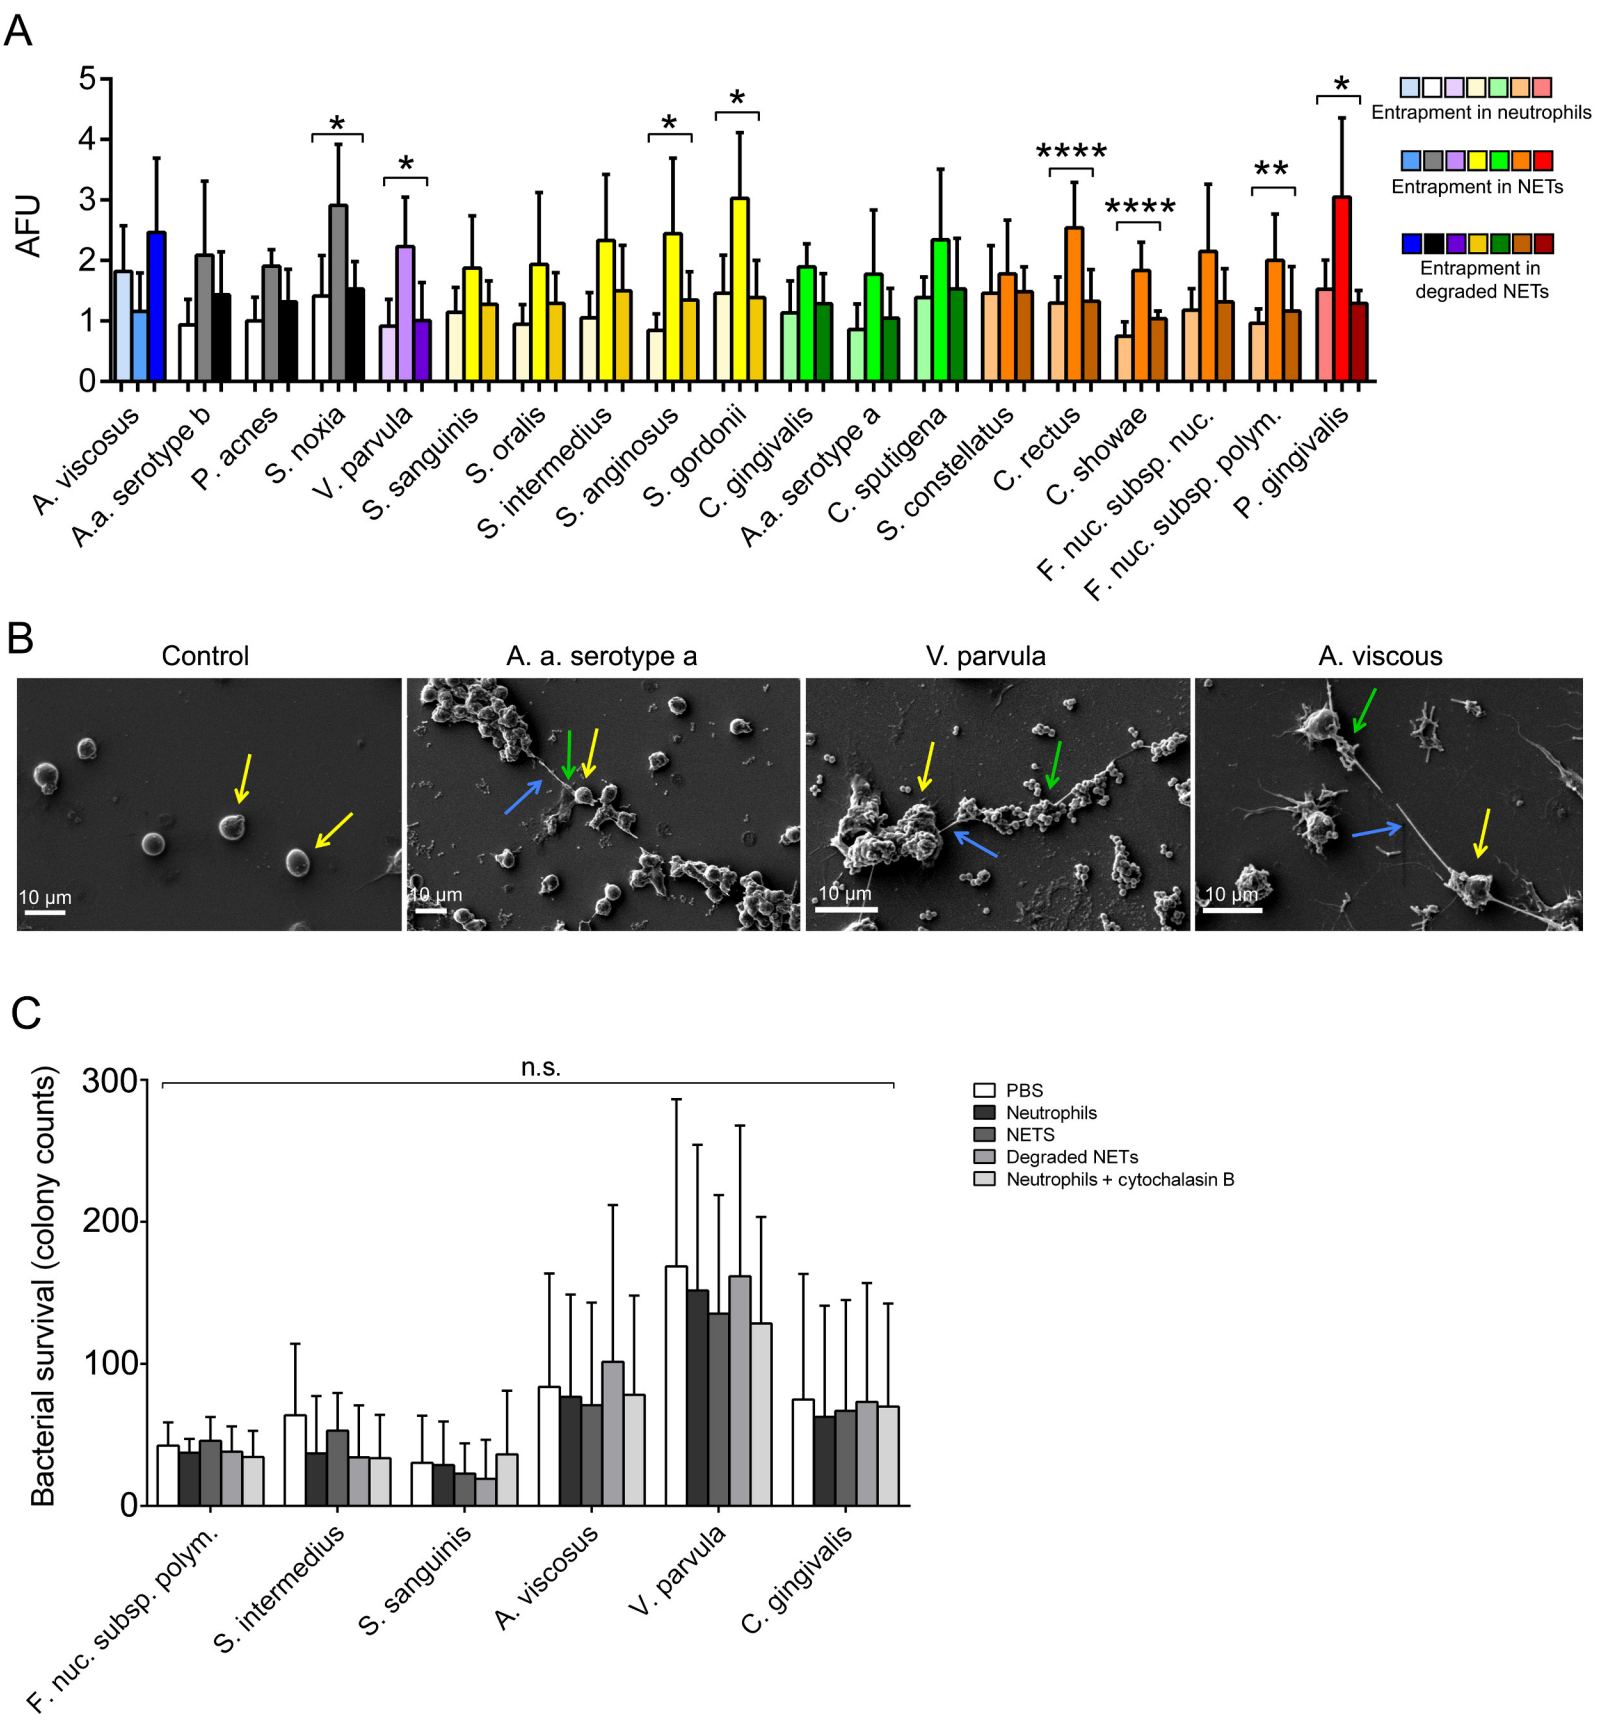 A
5
4
3
2
1
0
AFU
*
*
*
*
****
****
**
*
Entrapment in neutrophils
Entrapment in NETs
Entrapment in
degraded NETs
A. viscosus
A.a. serotype b
P. acnes
S. noxia
V. parvula
S. sanguinis
S. oralis
S. intermedius
S. anginosus
S. gordonii
C. gingivalis
A.a. serotype a
C. sputigena
S. constellatus
C. rectus
C. showae
F. nuc. subsp. nuc.
F. nuc. subsp. polym.
P. gingivalis
B
Control
A. a. serotype a
V. parvula
A. viscous
10 µm
10 µm
10 µm
10 µm
C
n.s.
300
200
100
0
Bacterial survival (colony counts)
PBS
Neutrophils
NETS
Degraded NETs
Neutrophils + cytochalasin B
F. nuc. subsp. polym.
S. intermedius
S. sanguinis
A. viscosus
V. parvula
C. gingivalis